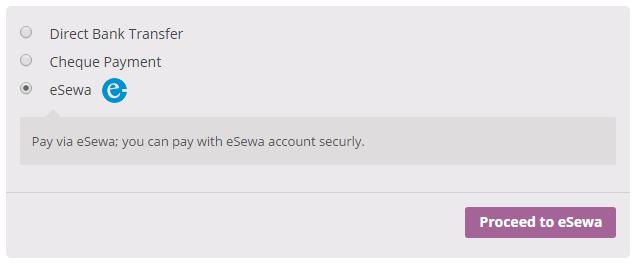 Direct Bank Transfer
Cheque Payment
eSewa e
Pay via eSewa; you can pay with eSewa account securly.
Proceed to eSewa